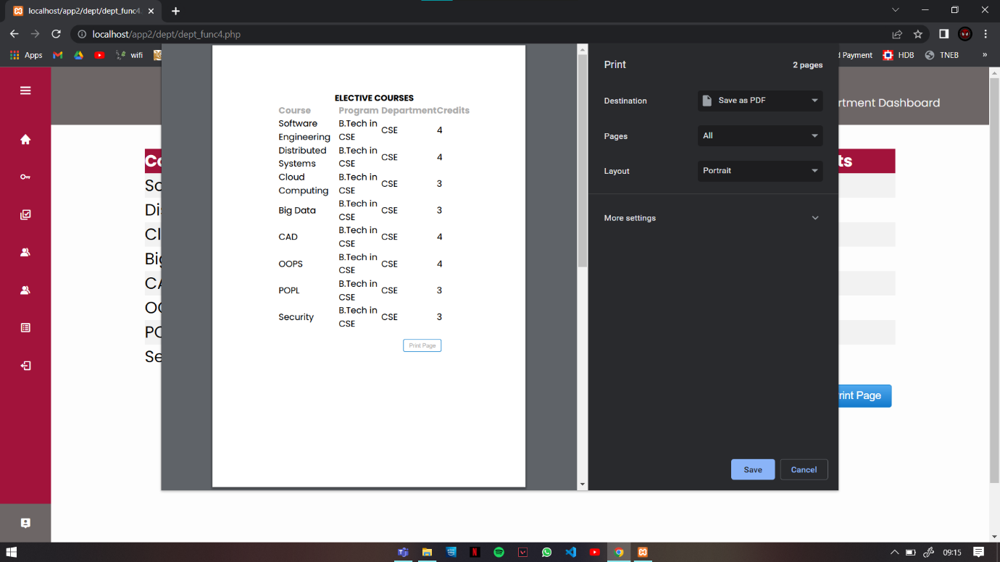 localhost/app2/dept/dept_func4.
localhost/app2/dept/dept_func4.php
Apps
wifi
Payment
HDB
TNEB
»
Print
2 pages
Destination
Save as PDF
Pages
All
Layout
Portrait
More settings
Save
Cancel
ELECTIVE COURSES
Course Program Department Credits
Software Engineering B.Tech in CSE CSE 4
Distributed Systems B.Tech in CSE CSE 4
Cloud Computing B.Tech in CSE CSE 3
Big Data B.Tech in CSE CSE 3
CAD B.Tech in CSE CSE 4
OOPS B.Tech in CSE CSE 4
POPL B.Tech in CSE CSE 3
Security B.Tech in CSE CSE 3
Print Page
rtment Dashboard
Co
ts
So
Di
Cl
Big
CA
OO
PO
Se
rint Page
09:15